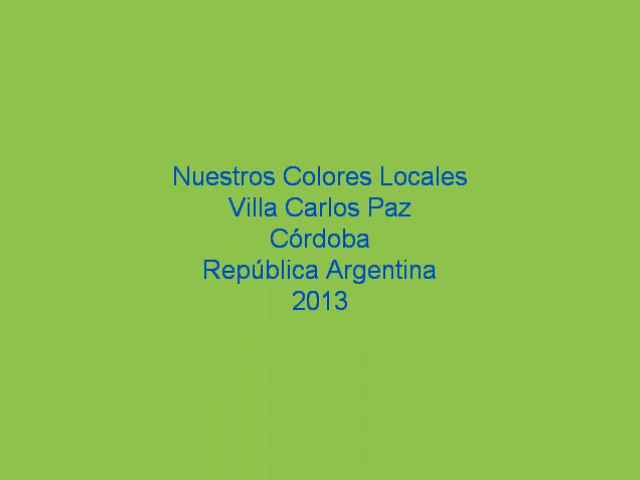 Nuestros Colores Locales
Villa Carlos Paz
Córdoba
República Argentina
2013